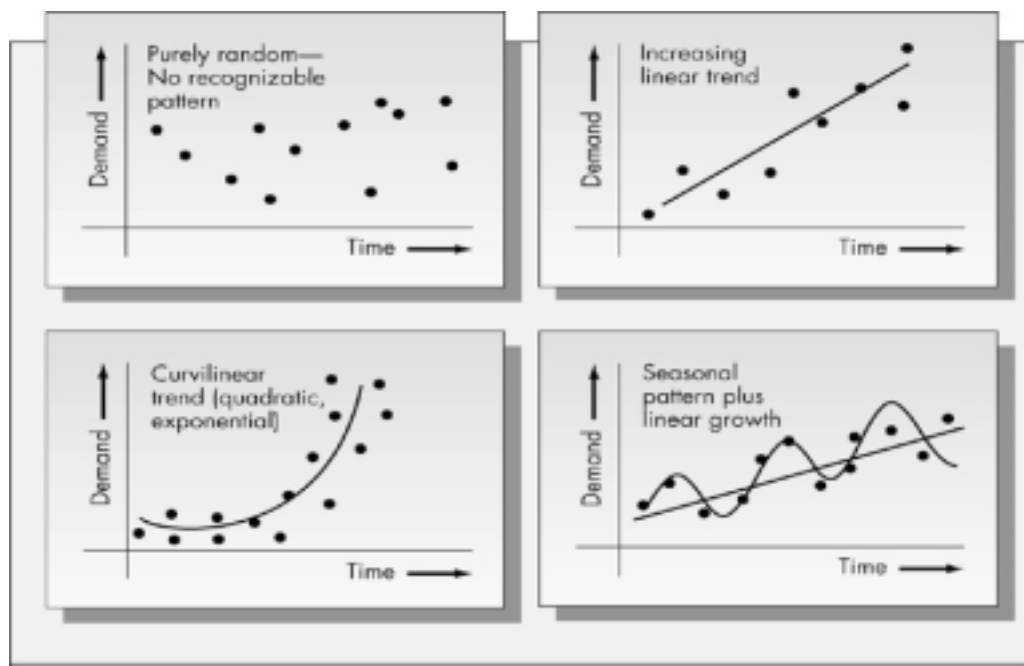 Purely random—
No recognizable
pattern
Demand
Time
Increasing
linear trend
Demand
Time
Curvilinear
trend (quadratic,
exponential)
Demand
Time
Seasonal
pattern plus
linear growth
Demand
Time